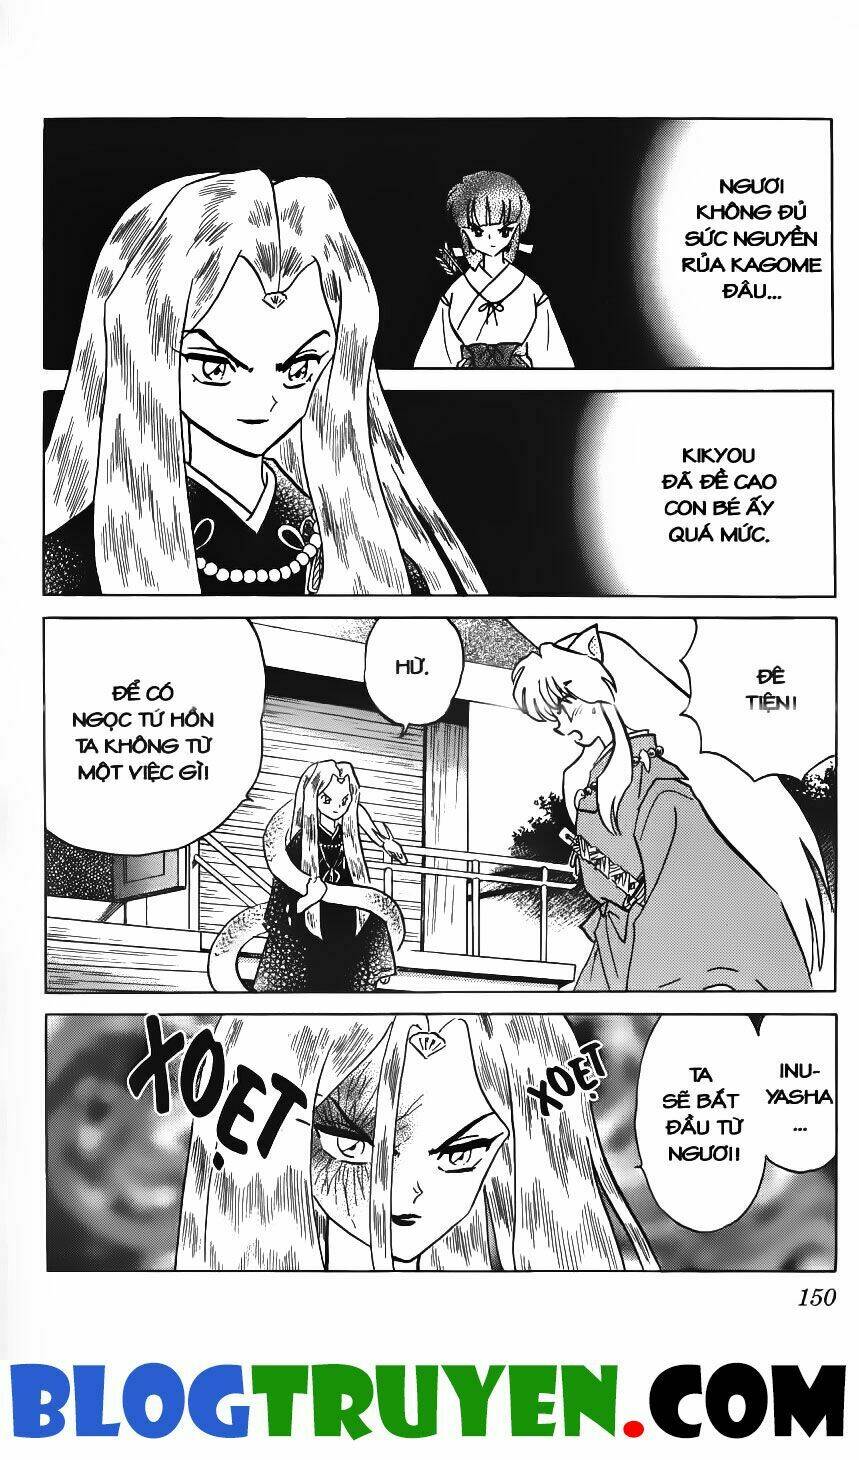 NGƯƠI
KHÔNG ĐỦ
SỨC NGUYỀN
RỦA KAGOME
ĐÂU...
KIKYOU
ĐÃ ĐỀ CAO
CON BÉ ẤY
QUÁ MỨC.
ĐÊ
TIỆN!
HỪ.
ĐỂ CÓ
NGỌC TỨ HỒN
TA KHÔNG TỪ
MỘT VIỆC GÌ!
INU-
YASHA
...
TA
SẼ BẮT
ĐẦU TỪ
NGƯƠI!
XOẸT
XOẸT
150
BLOGTRUYEN.COM